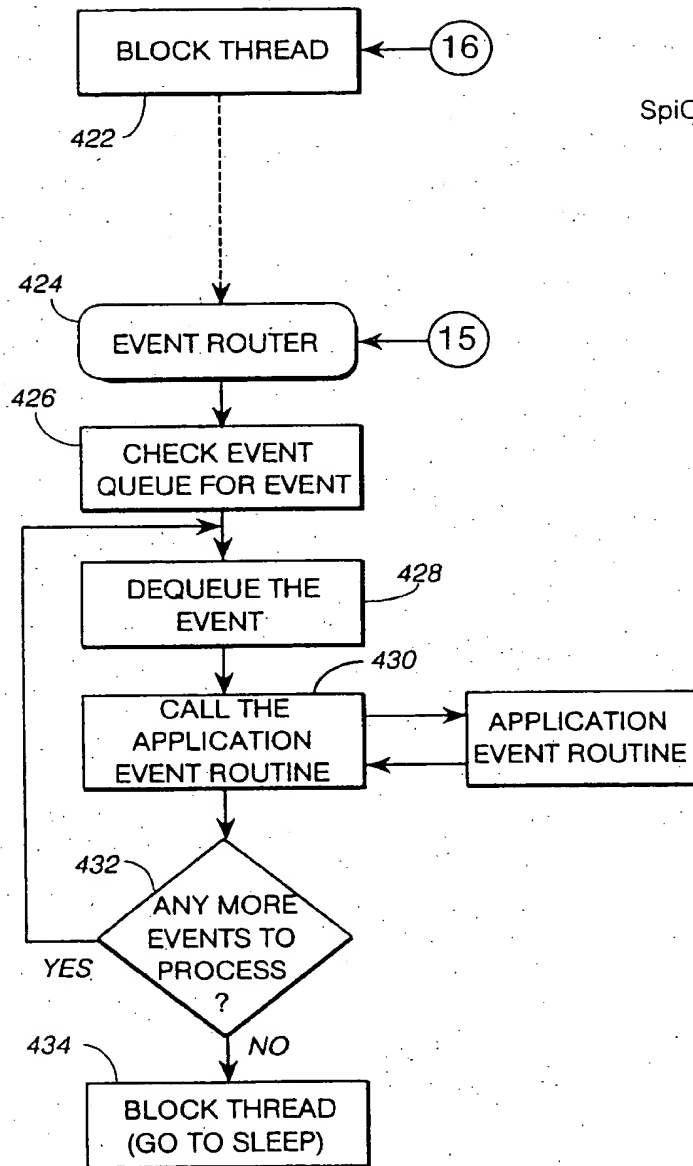 BLOCK THREAD
16
422
424
EVENT ROUTER
15
426
CHECK EVENT
QUEUE FOR EVENT
DEQUEUE THE
EVENT
428
430
CALL THE
APPLICATION
EVENT ROUTINE
APPLICATION
EVENT ROUTINE
432
ANY MORE
EVENTS TO
PROCESS
?
YES
NO
434
BLOCK THREAD
(GO TO SLEEP)